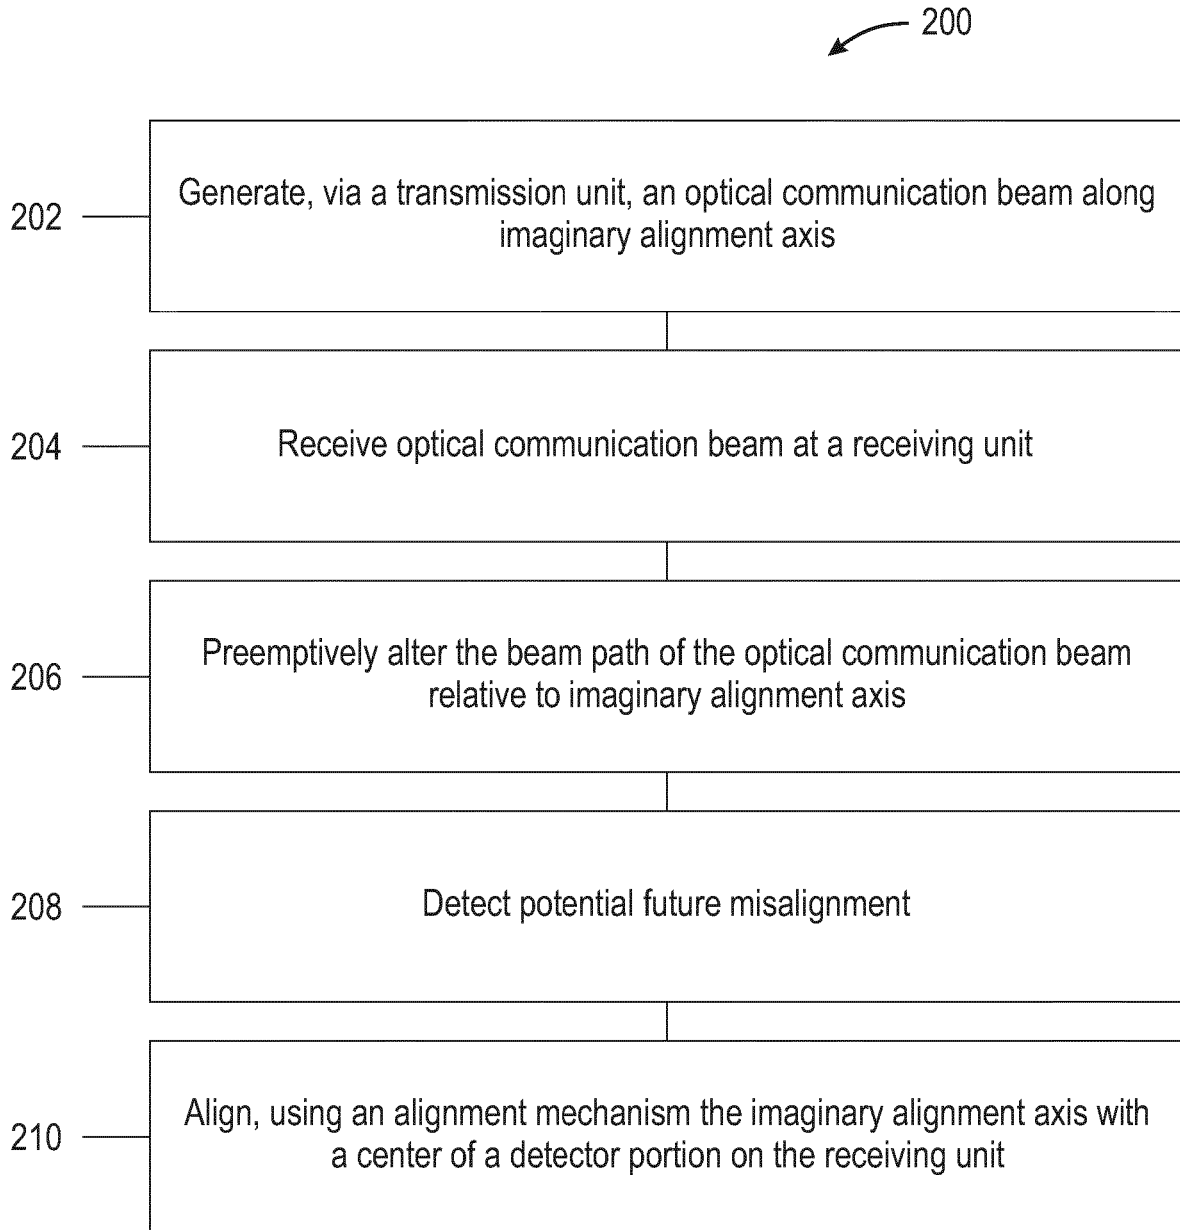 200
202
Generate, via a transmission unit, an optical communication beam along
imaginary alignment axis
204
Receive optical communication beam at a receiving unit
206
Preemptively alter the beam path of the optical communication beam
relative to imaginary alignment axis
208
Detect potential future misalignment
210
Align, using an alignment mechanism the imaginary alignment axis with
a center of a detector portion on the receiving unit